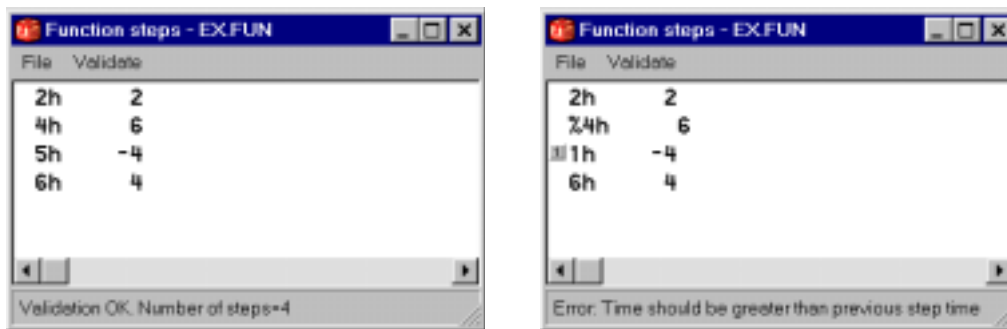 Function steps - EX.FUN
File Validate
2h 2
4h 6
5h -4
6h 4
Validation OK. Number of steps=4
Function steps - EX.FUN
File Validate
2h 2
%4h 6
1h -4
6h 4
Error: Time should be greater than previous step time